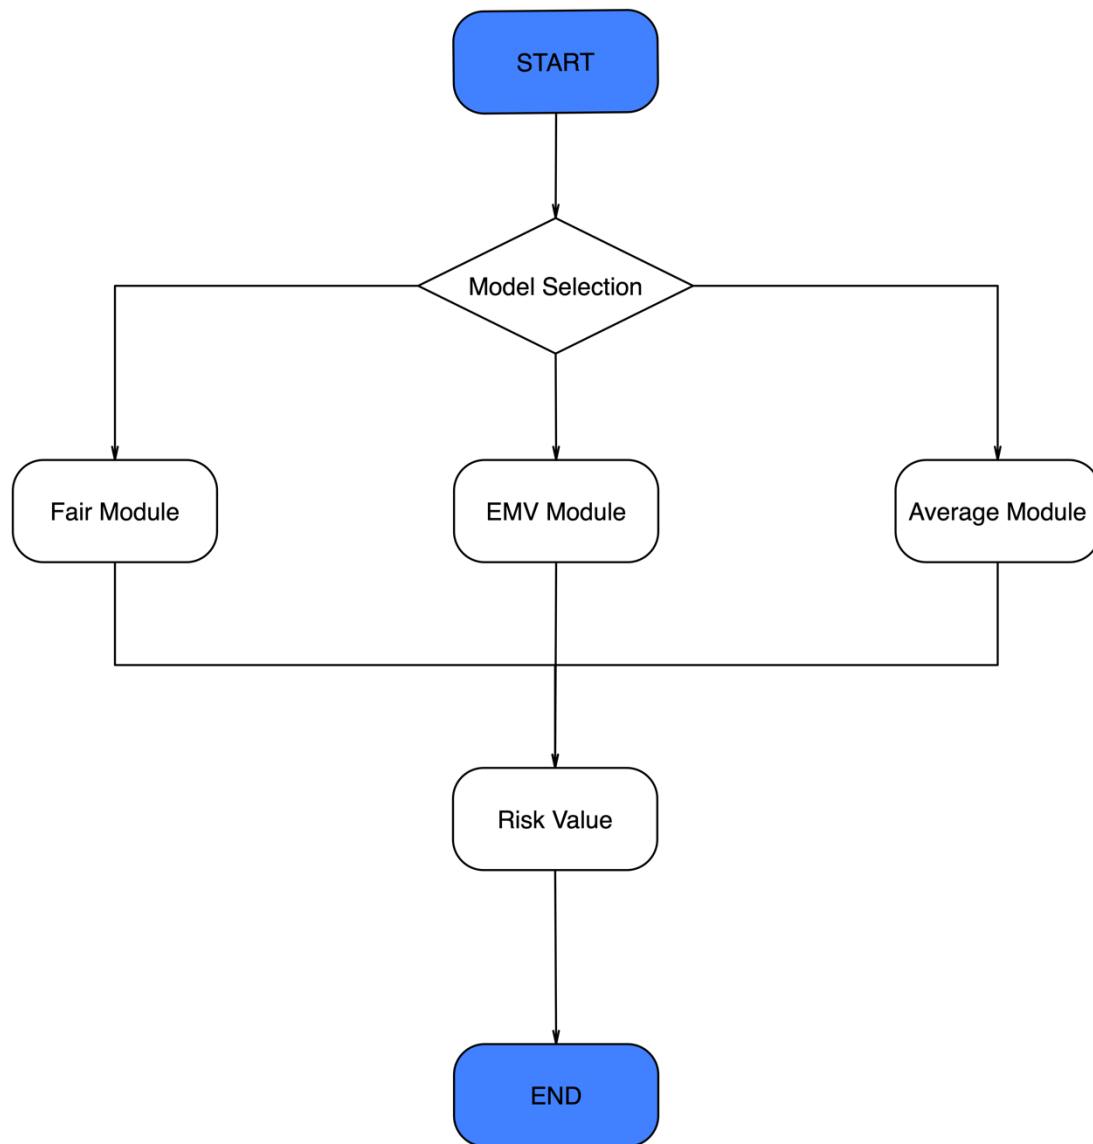 START
Model Selection
Fair Module
EMV Module
Average Module
Risk Value
END